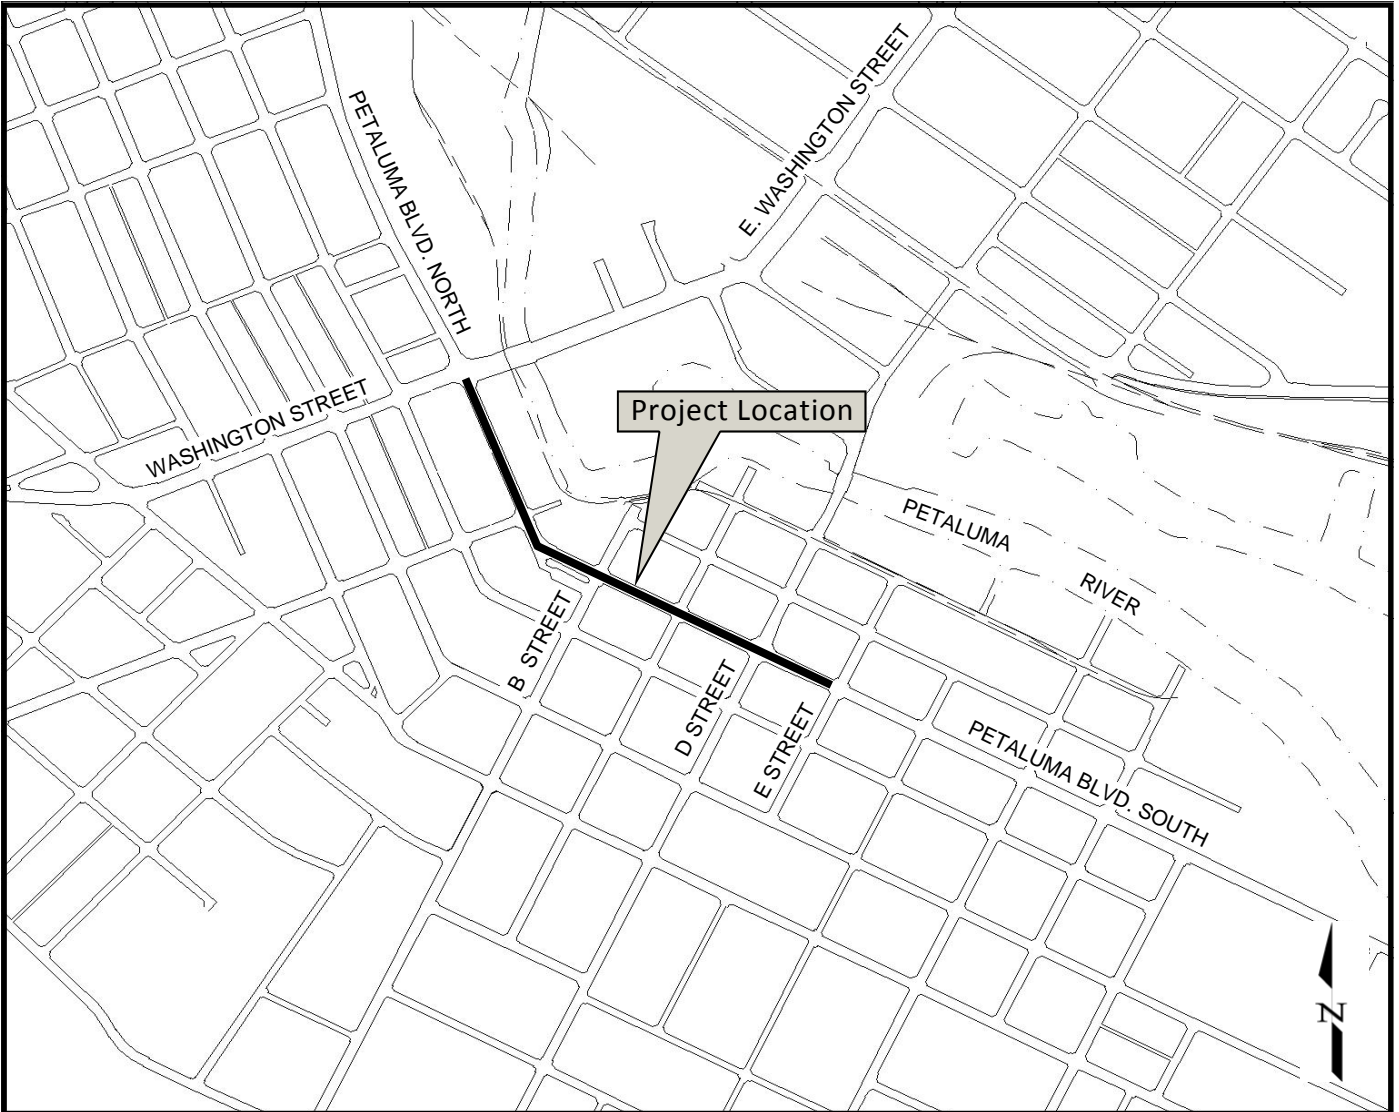 E. WASHINGTON STREET
PETALUMA BLVD. NORTH
WASHINGTON STREET
Project Location
PETALUMA
RIVER
B STREET
D STREET
E STREET
PETALUMA BLVD. SOUTH
N